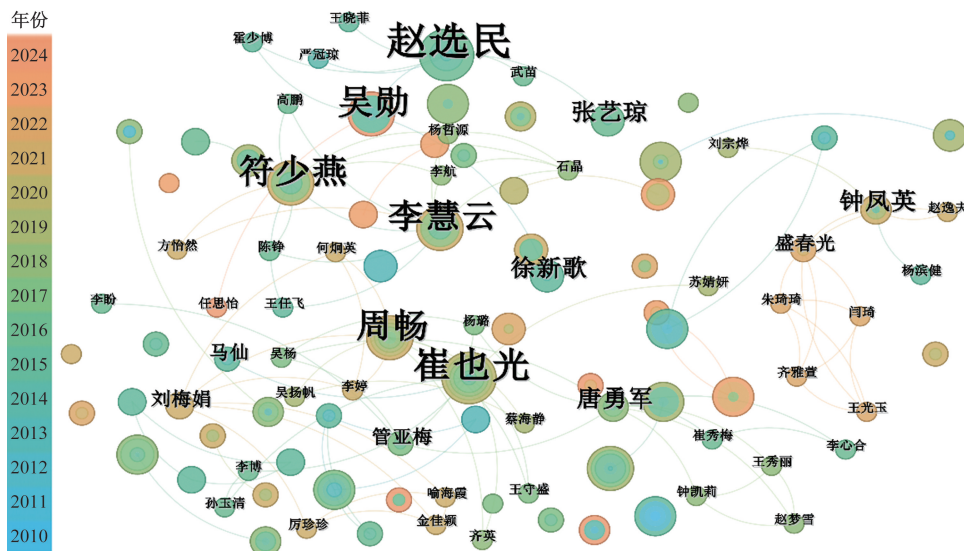 年份
2024
2023
2022
2021
2020
2019
2018
2017
2016
2015
2014
2013
2012
2011
2010
王晓菲
霍少博
赵选民
严冠琼
武苗
高鹏
吴勋
张艺琼
杨哲源
刘宗烨
符少燕
李航
石晶
钟凤英
赵逸夫
李慧云
方怡然
陈铮
何炯英
盛春光
徐新歌
杨滨健
苏婧妍
李盼
任思怡
王任飞
朱琦琦
闫琦
周畅
杨璐
马仙
吴杨
崔也光
齐雅萱
刘梅娟
吴扬帆
李婷
唐勇军
王光玉
蔡海静
管亚梅
崔秀梅
李心合
李博
王秀丽
孙玉清
喻海霞
王守盛
钟凯莉
厉珍珍
金佳颖
齐英
赵梦雪